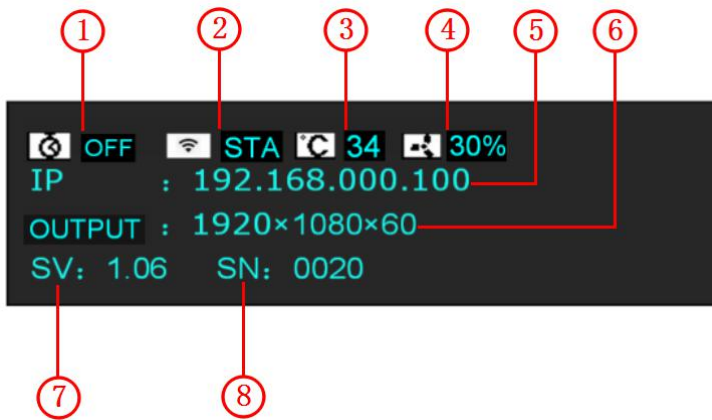 1 2 3 4 5 6
OFF STA °C 34 30%
IP : 192.168.000.100
OUTPUT : 1920×1080×60
SV: 1.06 SN: 0020
7 8